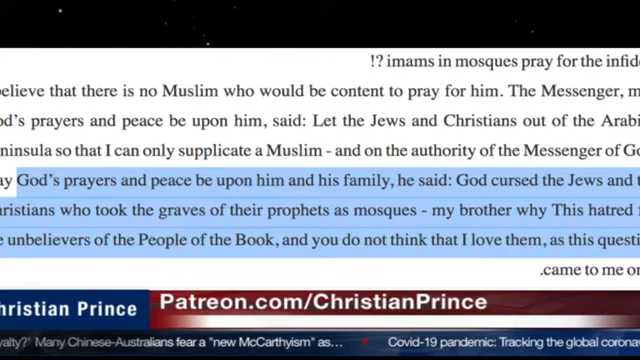 ?! imams in mosques pray for the infide
believe that there is no Muslim who would be content to pray for him. The Messenger, m
od's prayers and peace be upon him, said: Let the Jews and Christians out of the Arabi
ninsula so that I can only supplicate a Muslim - and on the authority of the Messenger of Go
ay God's prayers and peace be upon him and his family, he said: God cursed the Jews and t
hristians who took the graves of their prophets as mosques - my brother why This hatred f
e unbelievers of the People of the Book, and you do not think that I love them, as this questi
.came to me on
Christian Prince
Patreon.com/ChristianPrince
yalty?' Many Chinese-Australians fear a "new McCarthyism" as...
Covid-19 pandemic: Tracking the global corona